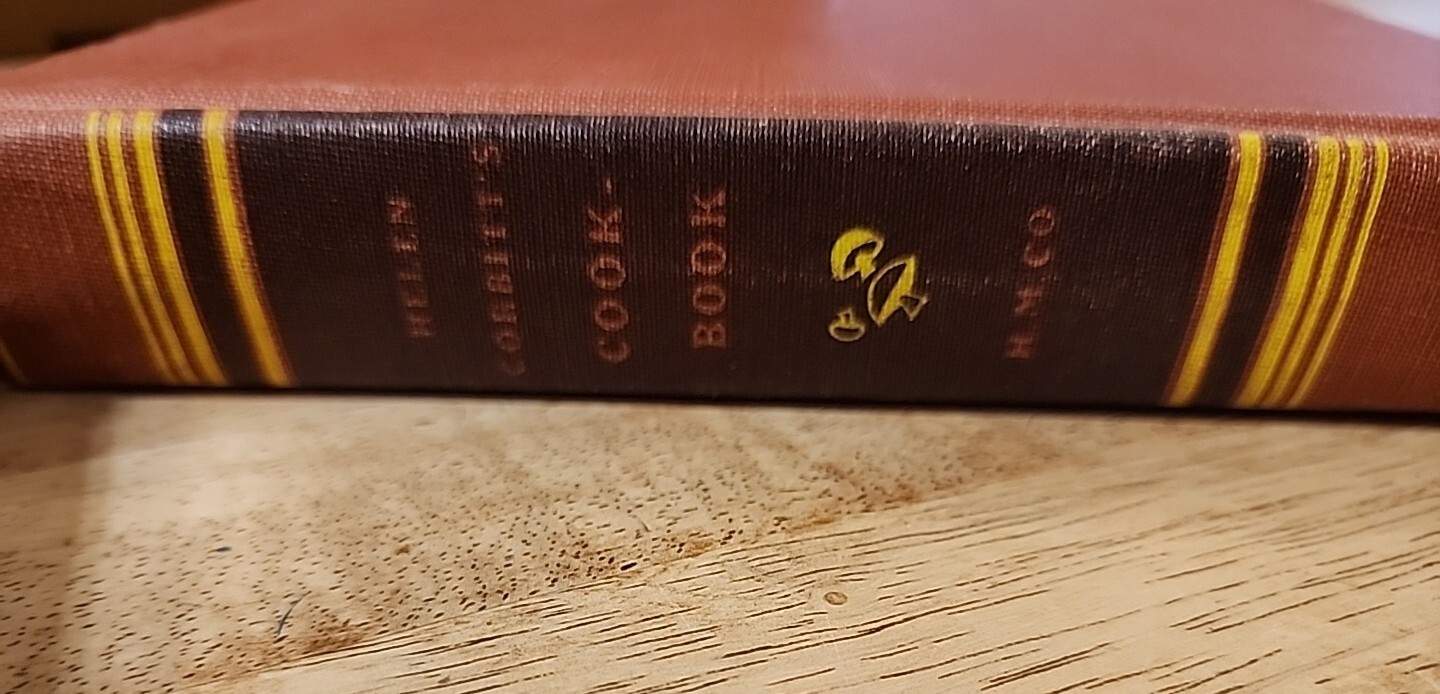 HELEN
CORBITT'S
COOK-
BOOK
H.M.CO